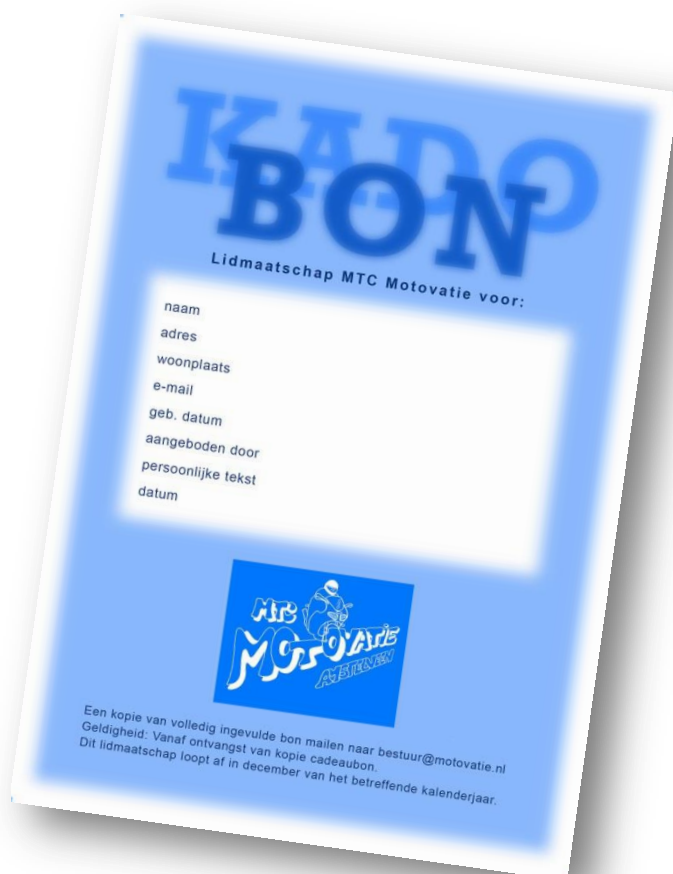 KADO
BON
Lidmaatschap MTC Motovatie voor:
naam
adres
woonplaats
e-mail
geb. datum
aangeboden door
persoonlijke tekst
datum
MTC
MOTOVATIE
AMSTELVEEN
Een kopie van volledig ingevulde bon mailen naar bestuur@motovatie.nl
Geldigheid: Vanaf ontvangst van kopie cadeaubon.
Dit lidmaatschap loopt af in december van het betreffende kalenderjaar.